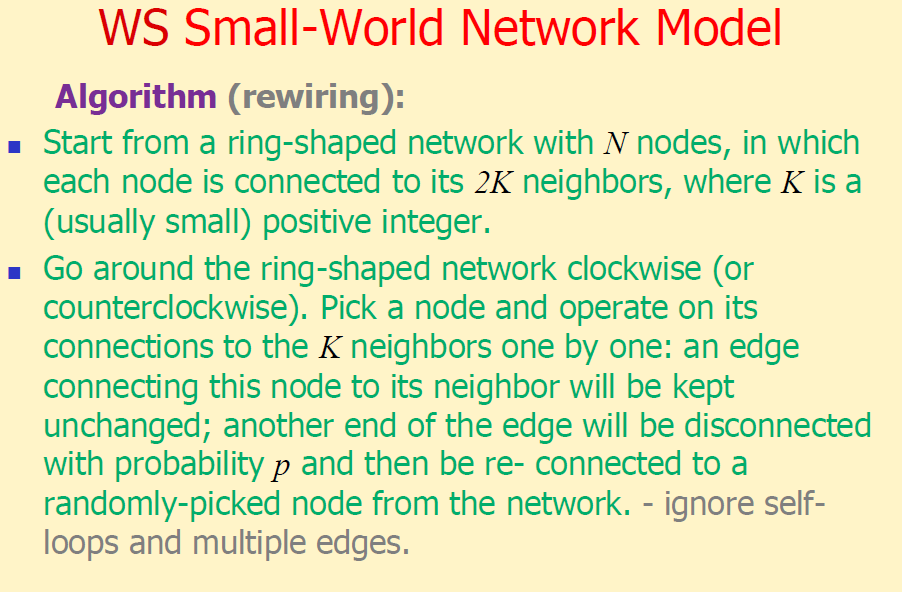 WS Small-World Network Model
Algorithm (rewiring):
Start from a ring-shaped network with N nodes, in which
each node is connected to its 2K neighbors, where K is a
(usually small) positive integer.
Go around the ring-shaped network clockwise (or
counterclockwise). Pick a node and operate on its
connections to the K neighbors one by one: an edge
connecting this node to its neighbor will be kept
unchanged; another end of the edge will be disconnected
with probability p and then be re- connected to a
randomly-picked node from the network. - ignore self-
loops and multiple edges.